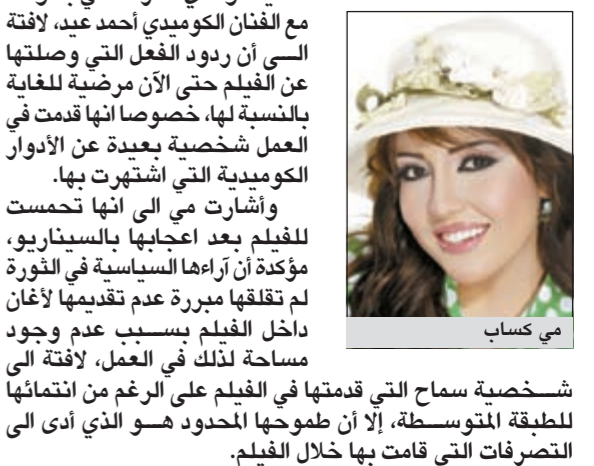 مع الفنان الكوميدي أحمد عيد، لافتة
الـــى أن ردود الفعل التي وصلتها
عن الفيلم حتى الآن مرضية للغاية
بالنسبة لها، خصوصا انها قدمت في
العمل شخصية بعيدة عن الأدوار
الكوميدية التي اشتهرت بها.
وأشارت مي الى انها تحمست
للفيلم بعد اعجابها بالسيناريو،
مؤكدة أن آراءها السياسية في الثورة
لم تقلقها مبررة عدم تقديمها لأغان
داخل الفيلم بســـبب عدم وجود
مساحة لذلك في العمل، لافتة الى
شـــخصية سماح التي قدمتها في الفيلم على الرغم من انتمائها
للطبقة المتوســـطة، إلا أن طموحها المحدود هـــو الذي أدى الى
التصرفات التي قامت بها خلال الفيلم.
مي كساب